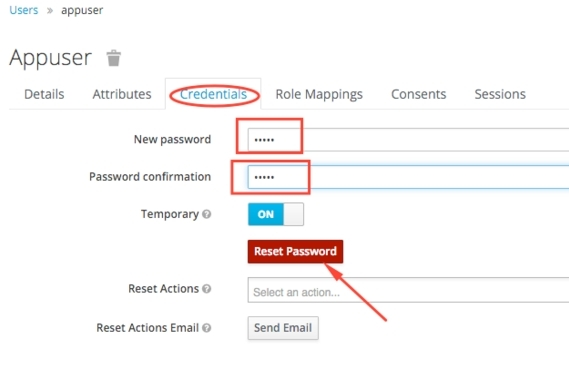 Users » appuser
Appuser
Details Attributes Credentials Role Mappings Consents Sessions
New password •••••
Password confirmation •••••
Temporary ON
Reset Password
Reset Actions Select an action...
Reset Actions Email Send Email